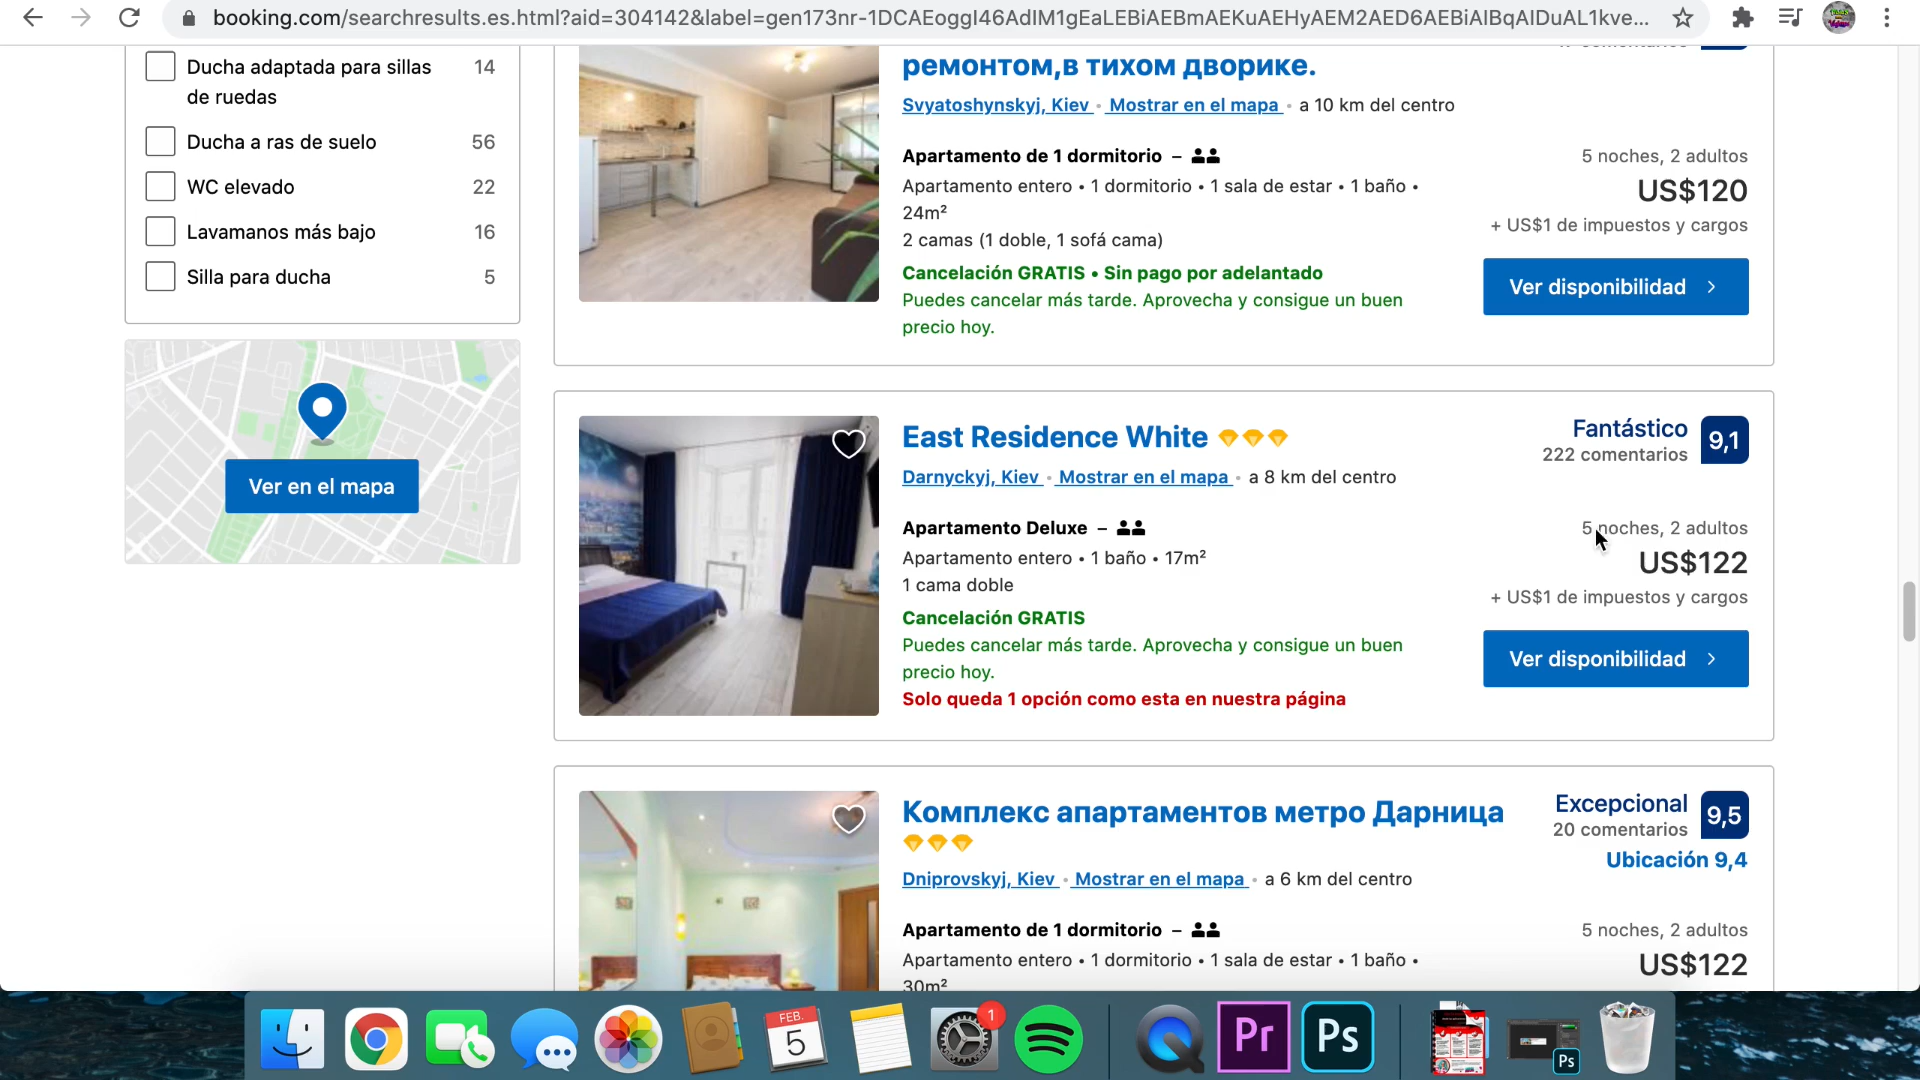 booking.com/searchresults.es.html?aid=304142&label=gen173nr-1DCAEoggI46AdIM1gEaLEBiAEBmAEKuAEHyAEM2AED6AEBiAIBqAIDuAL1kve...
Ducha adaptada para sillas 14
de ruedas
Ducha a ras de suelo 56
WC elevado 22
Lavamanos más bajo 16
Silla para ducha 5
Ver en el mapa
ремонтом,в тихом дворике.
Svyatoshynskyj, Kiev • Mostrar en el mapa • a 10 km del centro
Apartamento de 1 dormitorio –
Apartamento entero • 1 dormitorio • 1 sala de estar • 1 baño •
24m²
2 camas (1 doble, 1 sofá cama)
Cancelación GRATIS • Sin pago por adelantado
Puedes cancelar más tarde. Aprovecha y consigue un buen
precio hoy.
5 noches, 2 adultos
US$120
+ US$1 de impuestos y cargos
Ver disponibilidad
East Residence White
Darnyckyj, Kiev • Mostrar en el mapa • a 8 km del centro
Fantástico
222 comentarios
9,1
Apartamento Deluxe –
Apartamento entero • 1 baño • 17m²
1 cama doble
Cancelación GRATIS
Puedes cancelar más tarde. Aprovecha y consigue un buen
precio hoy.
Solo queda 1 opción como esta en nuestra página
5 noches, 2 adultos
US$122
+ US$1 de impuestos y cargos
Ver disponibilidad
Комплекс апартаментов метро Дарница
Dniprovskyj, Kiev • Mostrar en el mapa • a 6 km del centro
Excepcional
20 comentarios
9,5
Ubicación 9,4
Apartamento de 1 dormitorio –
Apartamento entero • 1 dormitorio • 1 sala de estar • 1 baño •
30m²
5 noches, 2 adultos
US$122
FEB.
5
1
Pr
Ps
Ps